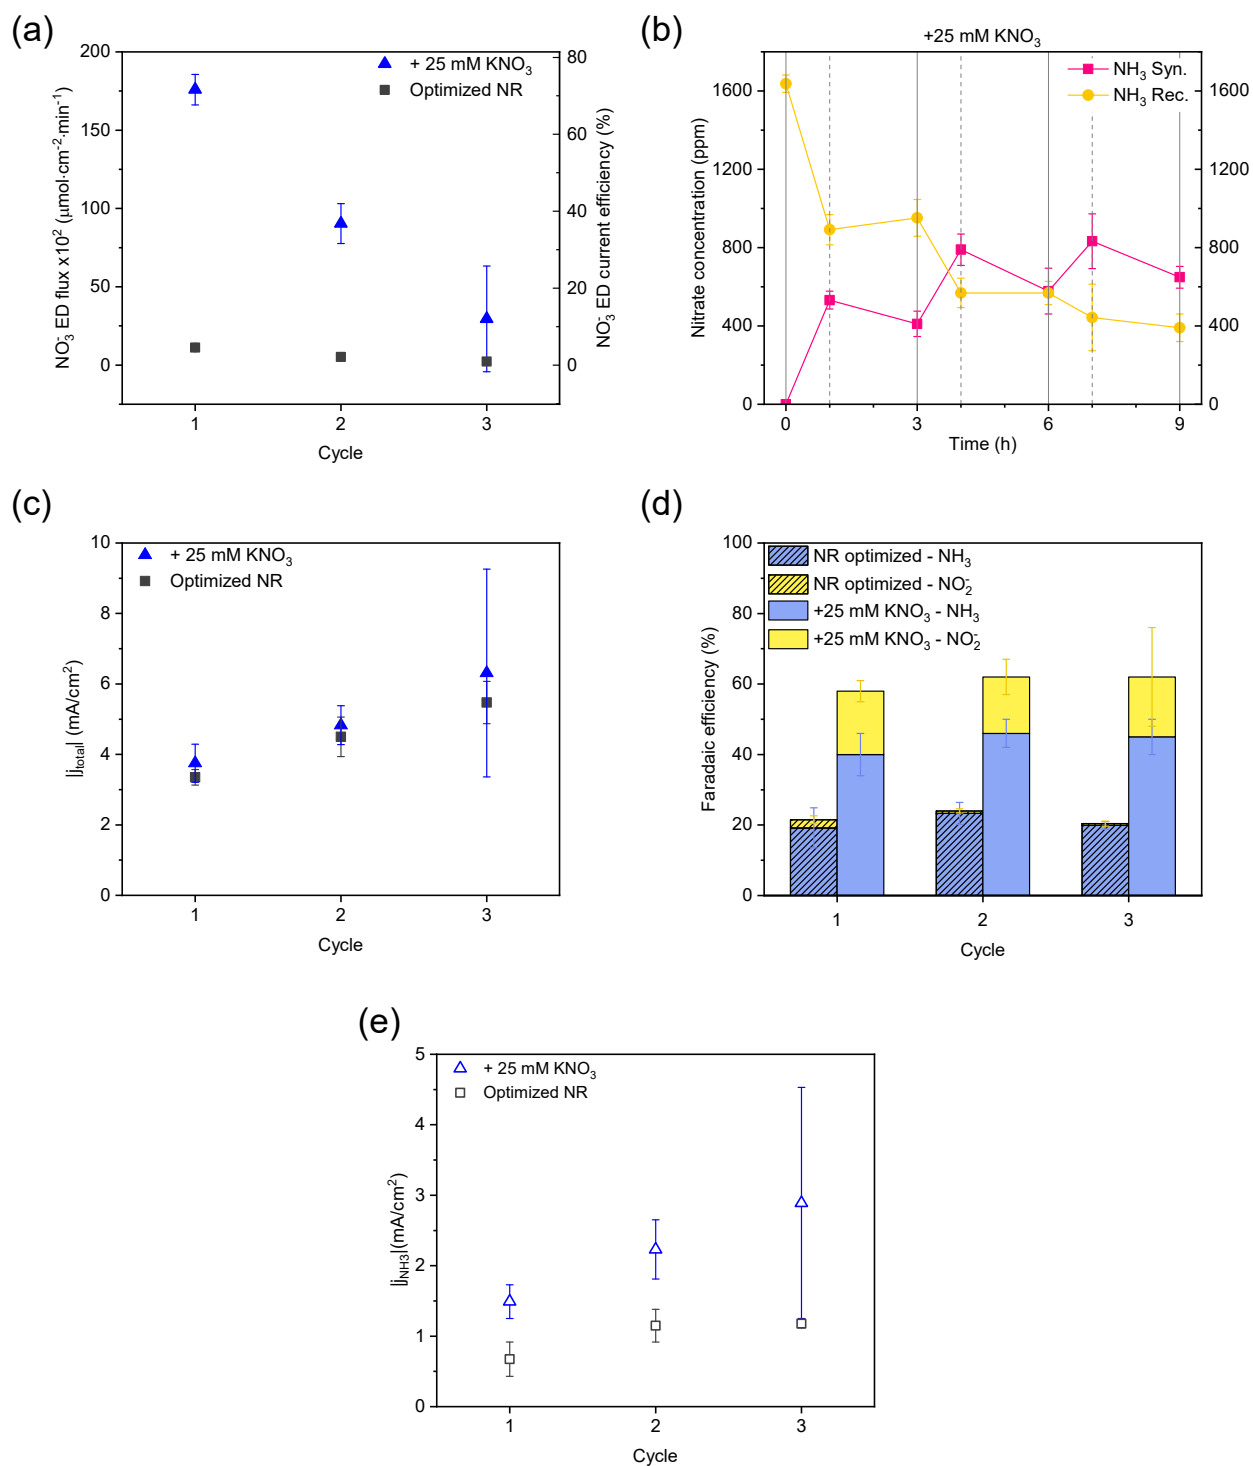 (a)
200
150
100
50
0
80
60
40
20
0
+ 25 mM KNO₃
Optimized NR
NO₃⁻ ED flux x10² (μmol·cm⁻²·min⁻¹)
NO₃⁻ ED current efficiency (%)
1 2 3
Cycle
(b)
+25 mM KNO₃
1600
1200
800
400
0
1600
1200
800
400
0
NH₃ Syn.
NH₃ Rec.
Nitrate concentration (ppm)
0 3 6 9
Time (h)
(c)
10
8
6
4
2
0
+ 25 mM KNO₃
Optimized NR
|j_total| (mA/cm²)
1 2 3
Cycle
(d)
100
80
60
40
20
0
NR optimized - NH₃
NR optimized - NO₂⁻
+25 mM KNO₃ - NH₃
+25 mM KNO₃ - NO₂⁻
Faradaic efficiency (%)
1 2 3
Cycle
(e)
5
4
3
2
1
0
+ 25 mM KNO₃
Optimized NR
|j_NH3|(mA/cm²)
1 2 3
Cycle